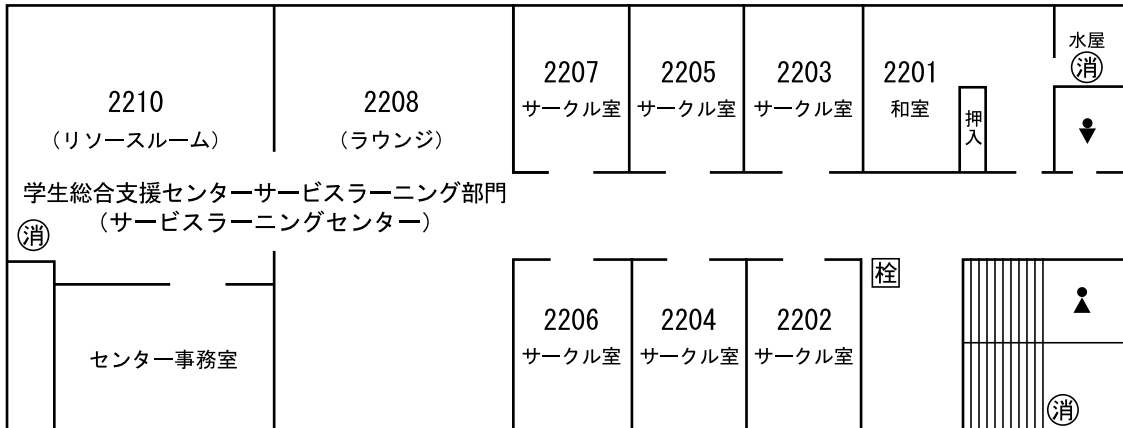 水屋
消
2210
(リソースルーム)
2208
(ラウンジ)
2207
サークル室
2205
サークル室
2203
サークル室
2201
和室
押入
学生総合支援センターサービスラーニング部門
(サービスラーニングセンター)
消
栓
センター事務室
2206
サークル室
2204
サークル室
2202
サークル室
消